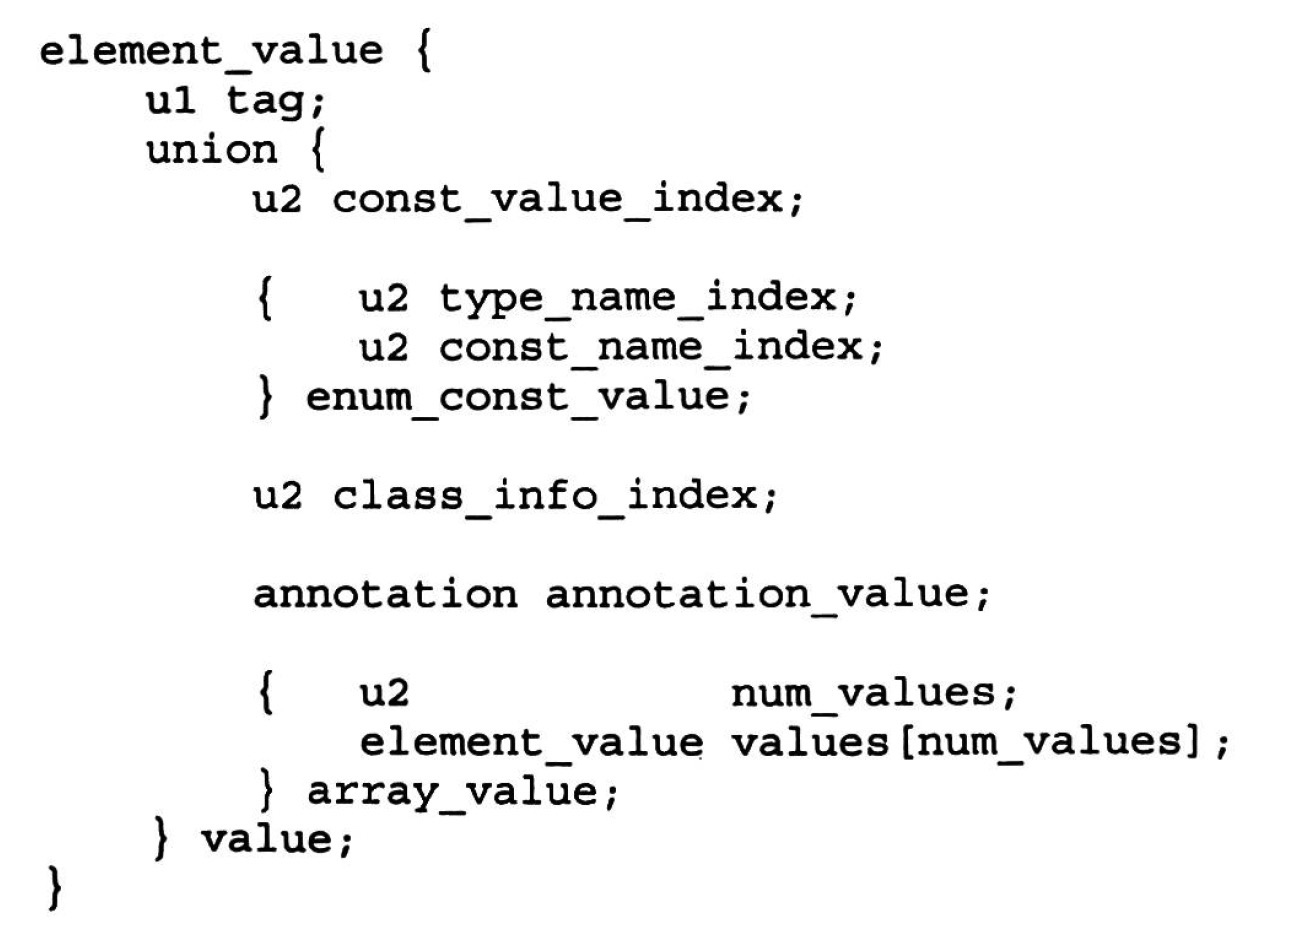 element_value {
    u1 tag;
    union {
        u2 const_value_index;

        {   u2 type_name_index;
            u2 const_name_index;
        } enum_const_value;

        u2 class_info_index;

        annotation annotation_value;

        {   u2            num_values;
            element_value values[num_values];
        } array_value;
    } value;
}